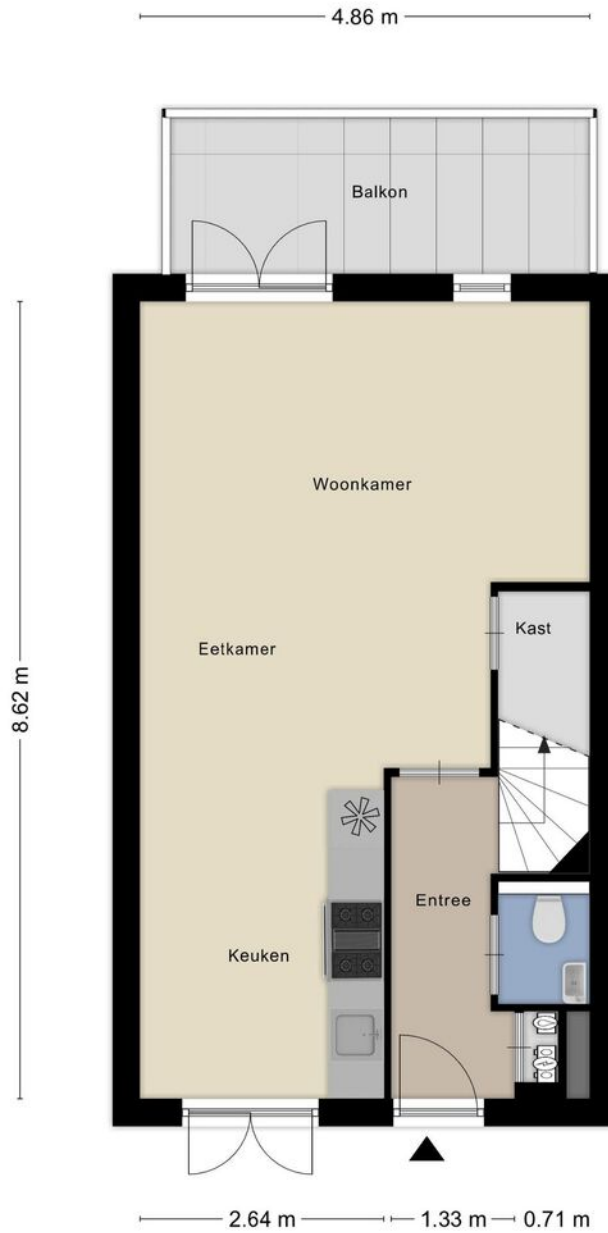 4.86 m
Balkon
Woonkamer
Kast
Eetkamer
8.62 m
Entree
Keuken
2.64 m
1.33 m
0.71 m